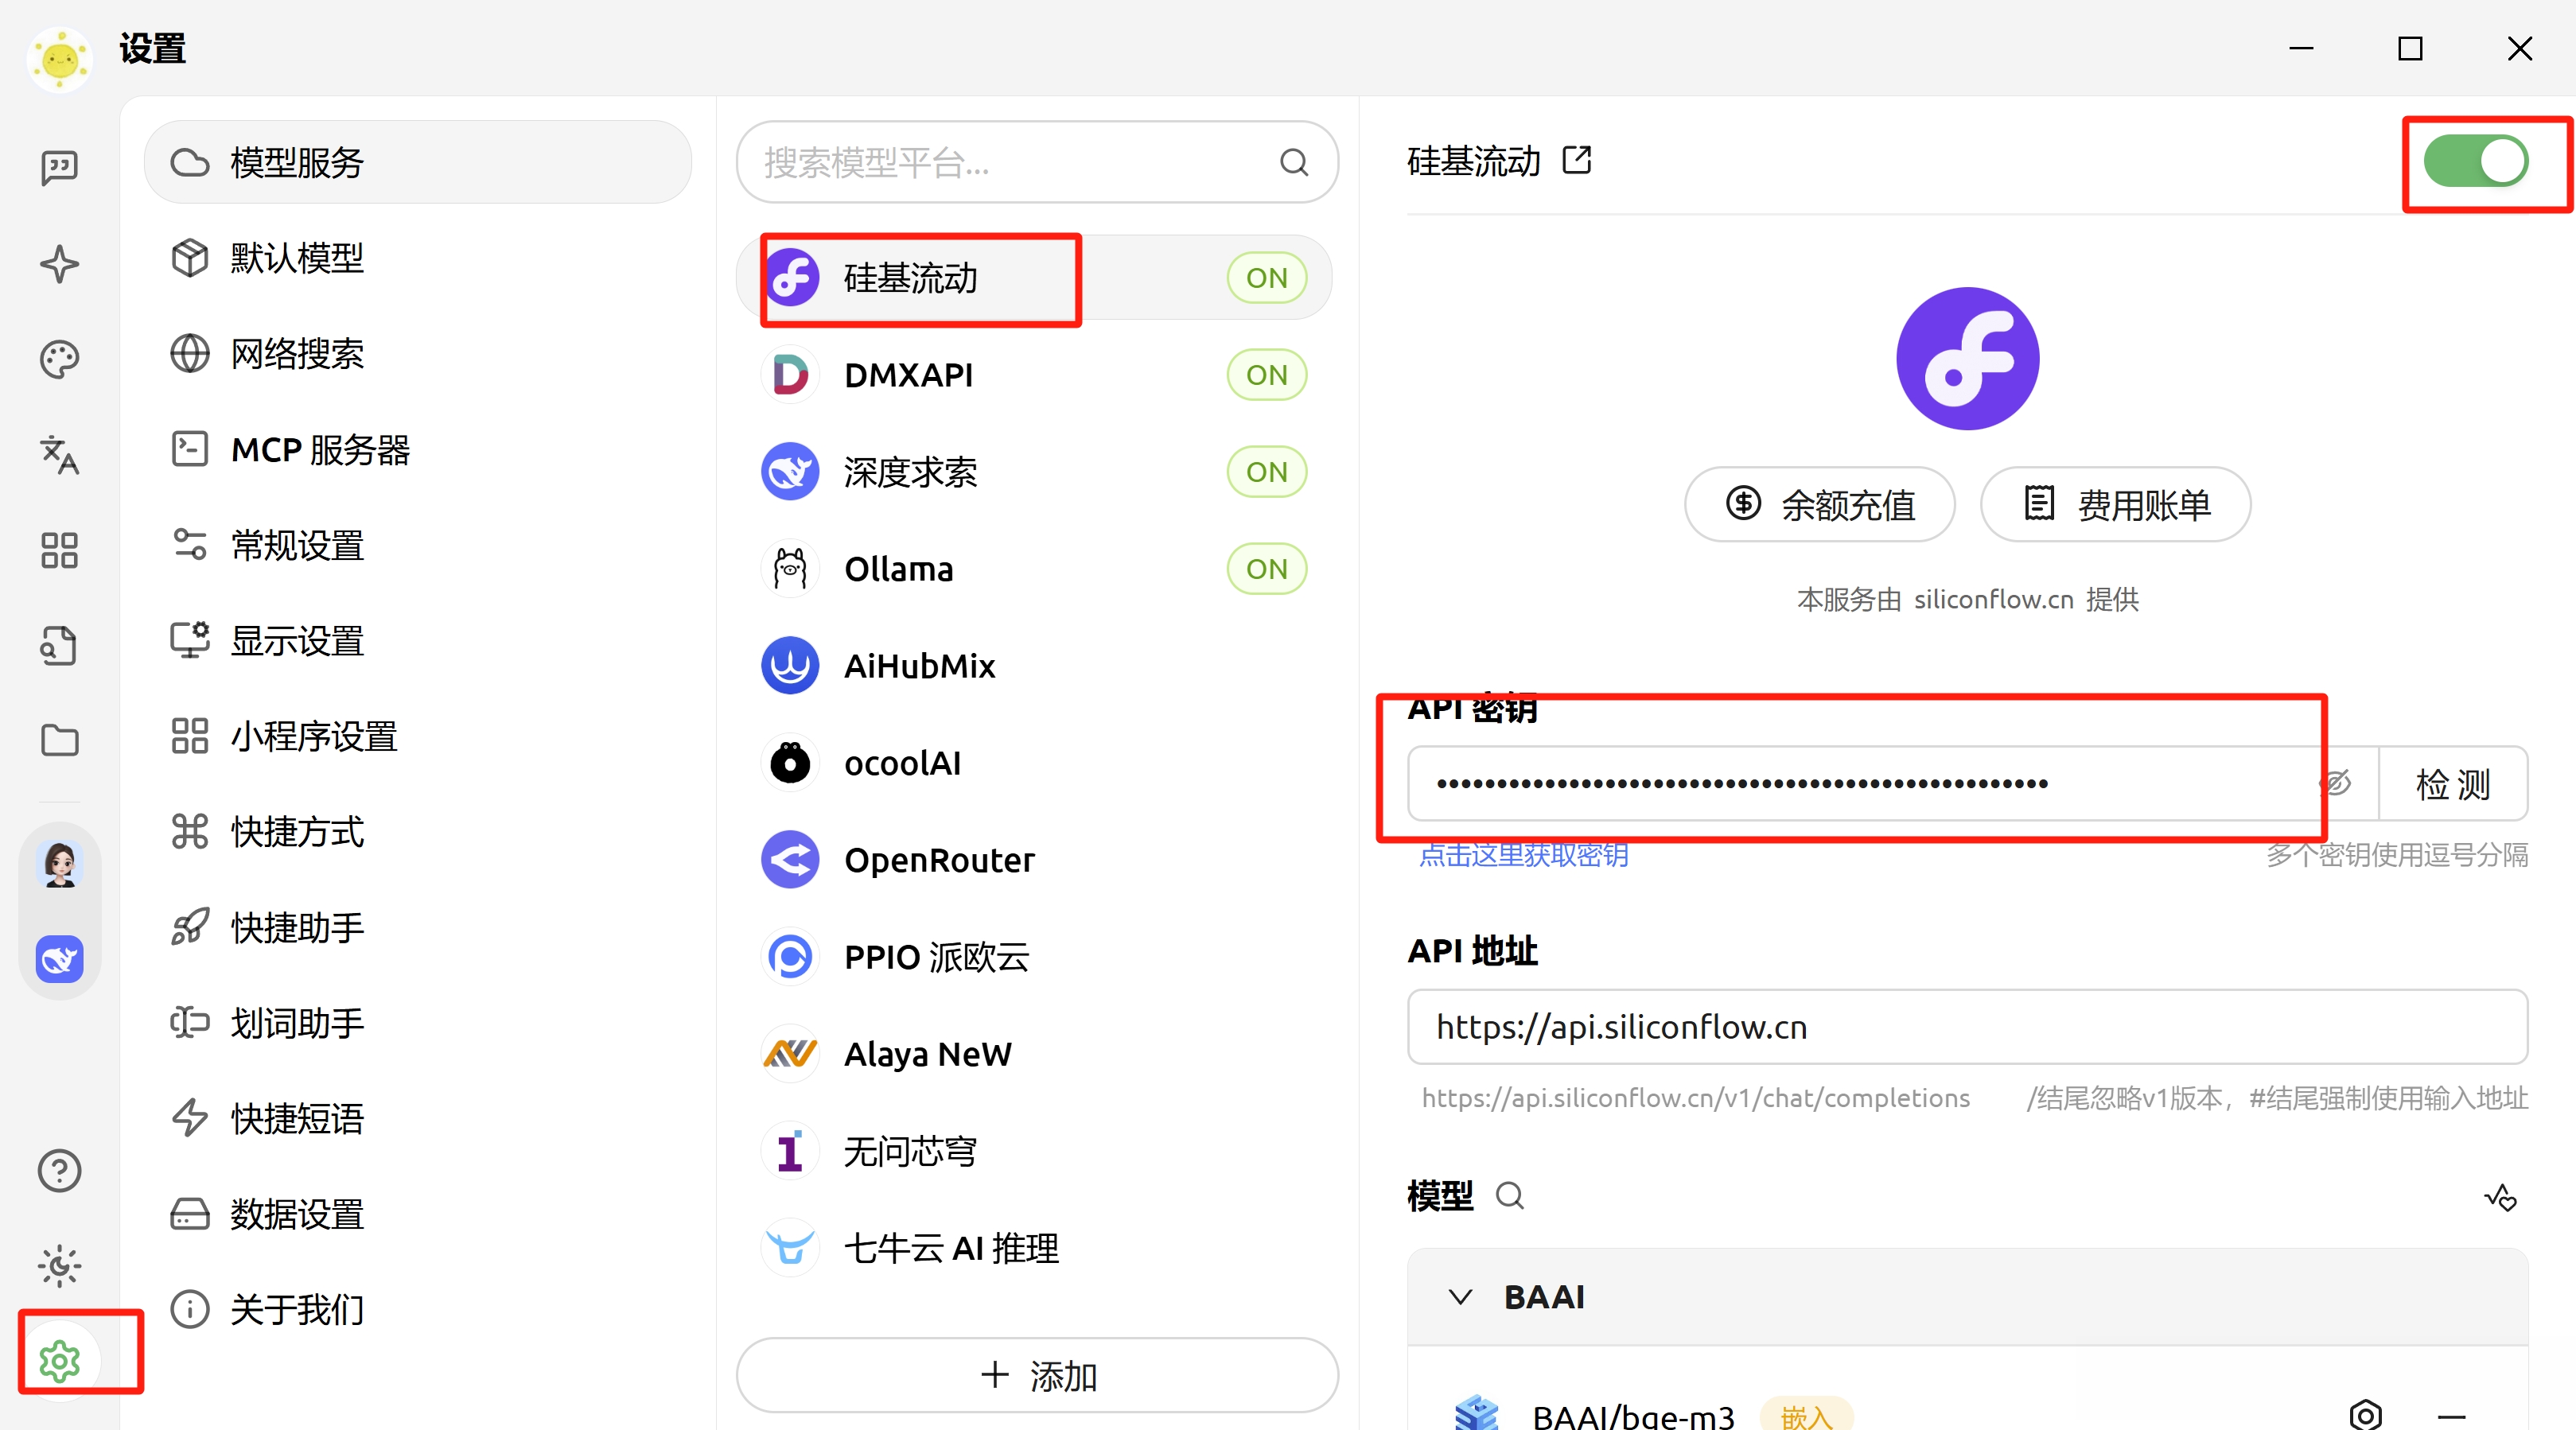 设置
模型服务
默认模型
网络搜索
MCP 服务器
常规设置
显示设置
小程序设置
快捷方式
快捷助手
划词助手
快捷短语
数据设置
关于我们
搜索模型平台...
硅基流动 ON
DMXAPI ON
深度求索 ON
Ollama ON
AiHubMix
ocoolAI
OpenRouter
PPIO 派欧云
Alaya NeW
无问芯穹
七牛云 AI 推理
添加
硅基流动
余额充值 费用账单
本服务由 siliconflow.cn 提供
API 密钥
检 测
点击这里获取密钥 多个密钥使用逗号分隔
API 地址
https://api.siliconflow.cn
https://api.siliconflow.cn/v1/chat/completions /结尾忽略v1版本，#结尾强制使用输入地址
模型
BAAI
BAAI/bge-m3 嵌入